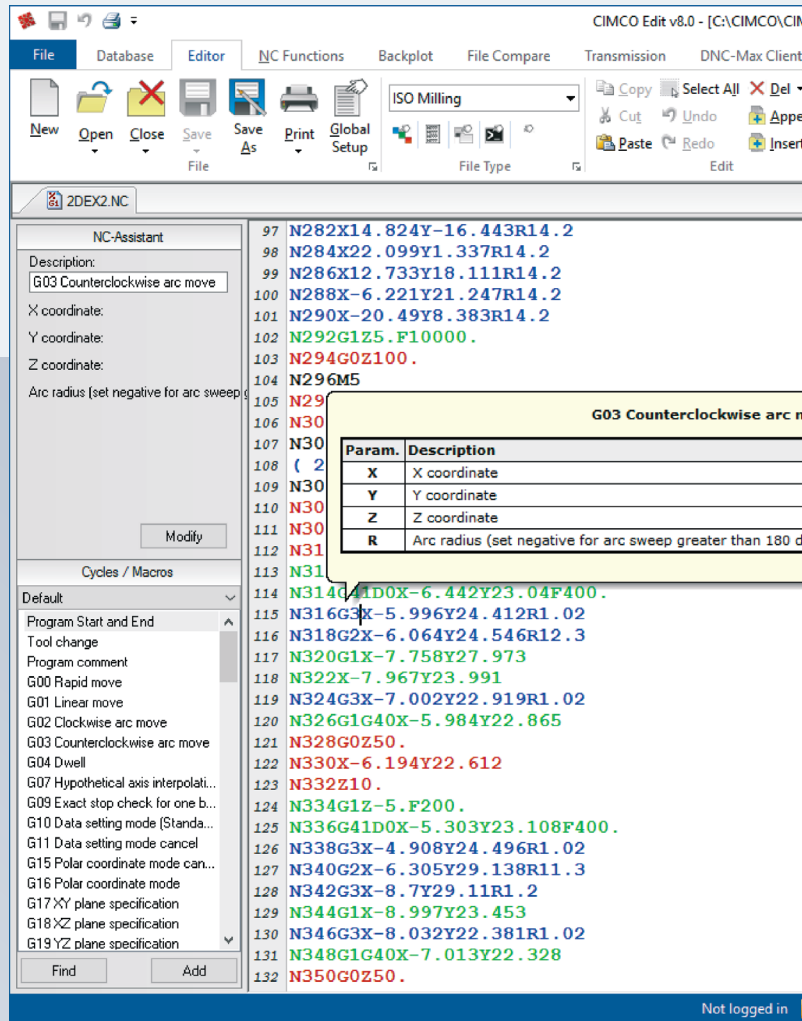 CIMCO Edit v8.0 - [C:\CIMCO\CIM
File Database Editor NC Functions Backplot File Compare Transmission DNC-Max Client
New Open Close Save Save As Print Global Setup
File
ISO Milling
File Type
Copy Select All Del
Cut Undo Appe
Paste Redo Insert
Edit
2DEX2.NC
NC-Assistant
Description:
G03 Counterclockwise arc move
X coordinate:
Y coordinate:
Z coordinate:
Arc radius (set negative for arc sweep g
Modify
Cycles / Macros
Default
Program Start and End
Tool change
Program comment
G00 Rapid move
G01 Linear move
G02 Clockwise arc move
G03 Counterclockwise arc move
G04 Dwell
G07 Hypothetical axis interpolati...
G09 Exact stop check for one b...
G10 Data setting mode (Standa...
G11 Data setting mode cancel
G15 Polar coordinate mode can...
G16 Polar coordinate mode
G17 XY plane specification
G18 XZ plane specification
G19 YZ plane specification
Find Add
97 N282X14.824Y-16.443R14.2
98 N284X22.099Y1.337R14.2
99 N286X12.733Y18.111R14.2
100 N288X-6.221Y21.247R14.2
101 N290X-20.49Y8.383R14.2
102 N292G1Z5.F10000.
103 N294G0Z100.
104 N296M5
105 N29
106 N30
107 N30
108 ( 2
109 N30
110 N30
111 N30
112 N31
113 N31
114 N314G41D0X-6.442Y23.04F400.
115 N316G3X-5.996Y24.412R1.02
116 N318G2X-6.064Y24.546R12.3
117 N320G1X-7.758Y27.973
118 N322X-7.967Y23.991
119 N324G3X-7.002Y22.919R1.02
120 N326G1G40X-5.984Y22.865
121 N328G0Z50.
122 N330X-6.194Y22.612
123 N332Z10.
124 N334G1Z-5.F200.
125 N336G41D0X-5.303Y23.108F400.
126 N338G3X-4.908Y24.496R1.02
127 N340G2X-6.305Y29.138R11.3
128 N342G3X-8.7Y29.11R1.2
129 N344G1X-8.997Y23.453
130 N346G3X-8.032Y22.381R1.02
131 N348G1G40X-7.013Y22.328
132 N350G0Z50.
G03 Counterclockwise arc m
Param. Description
X X coordinate
Y Y coordinate
Z Z coordinate
R Arc radius (set negative for arc sweep greater than 180 d
Not logged in